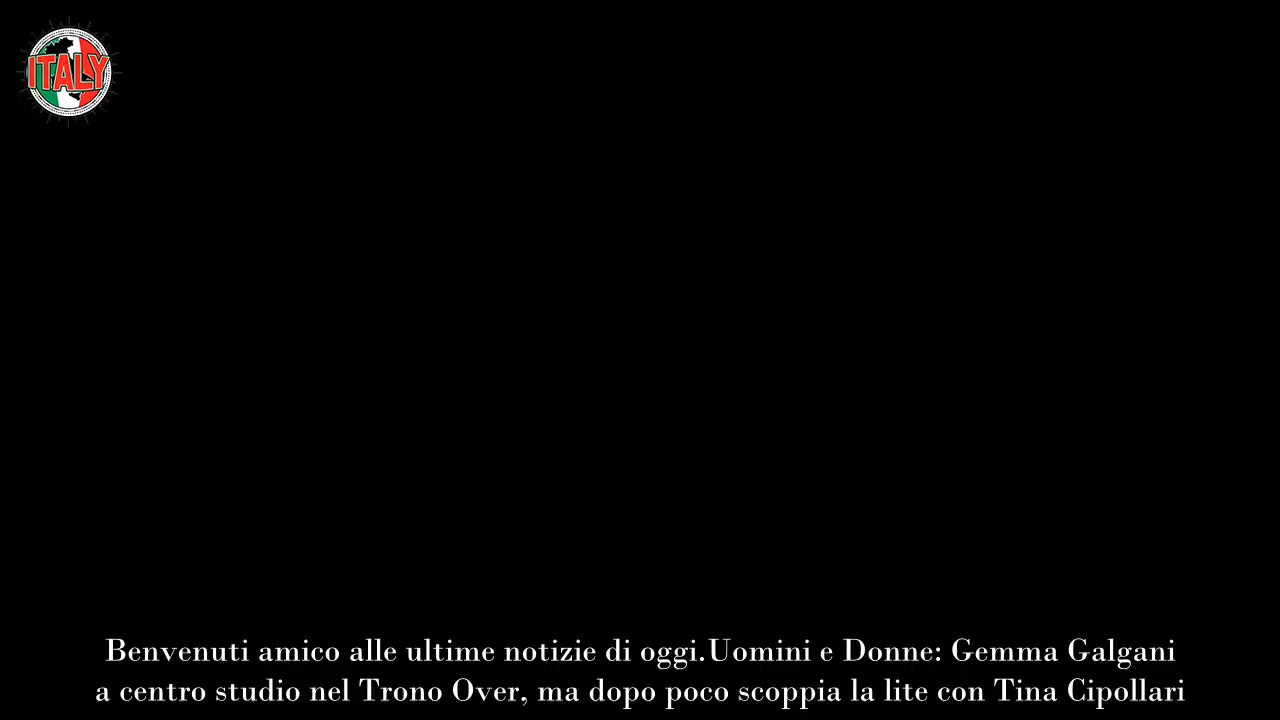 ITALY
Benvenuti amico alle ultime notizie di oggi.Uomini e Donne: Gemma Galgani
a centro studio nel Trono Over, ma dopo poco scoppia la lite con Tina Cipollari